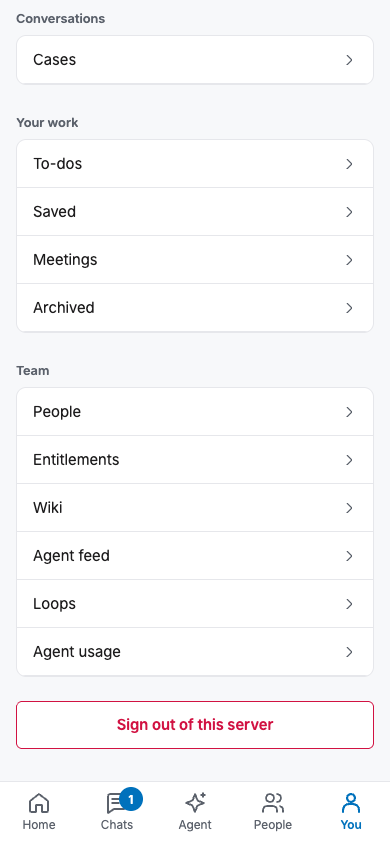 Conversations
Cases
Your work
To-dos
Saved
Meetings
Archived
Team
People
Entitlements
Wiki
Agent feed
Loops
Agent usage
Sign out of this server
1
Home
Chats
Agent
People
You